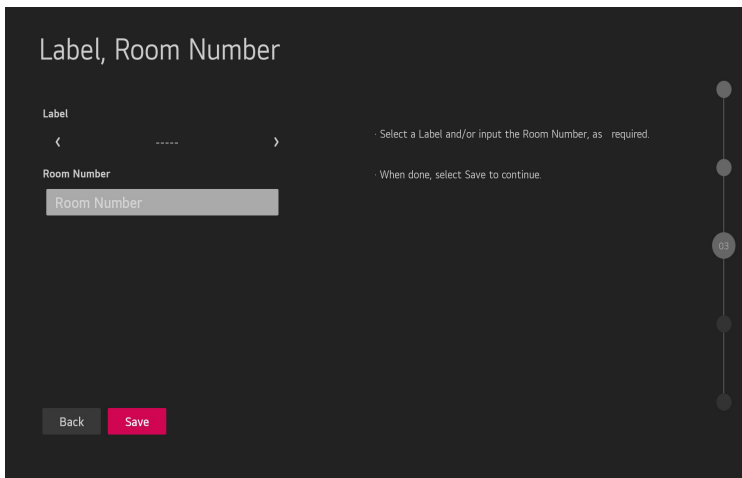 Label, Room Number
Label
‹ ----- ›
Room Number
Room Number
· Select a Label and/or input the Room Number, as required.
· When done, select Save to continue.
03
Back
Save